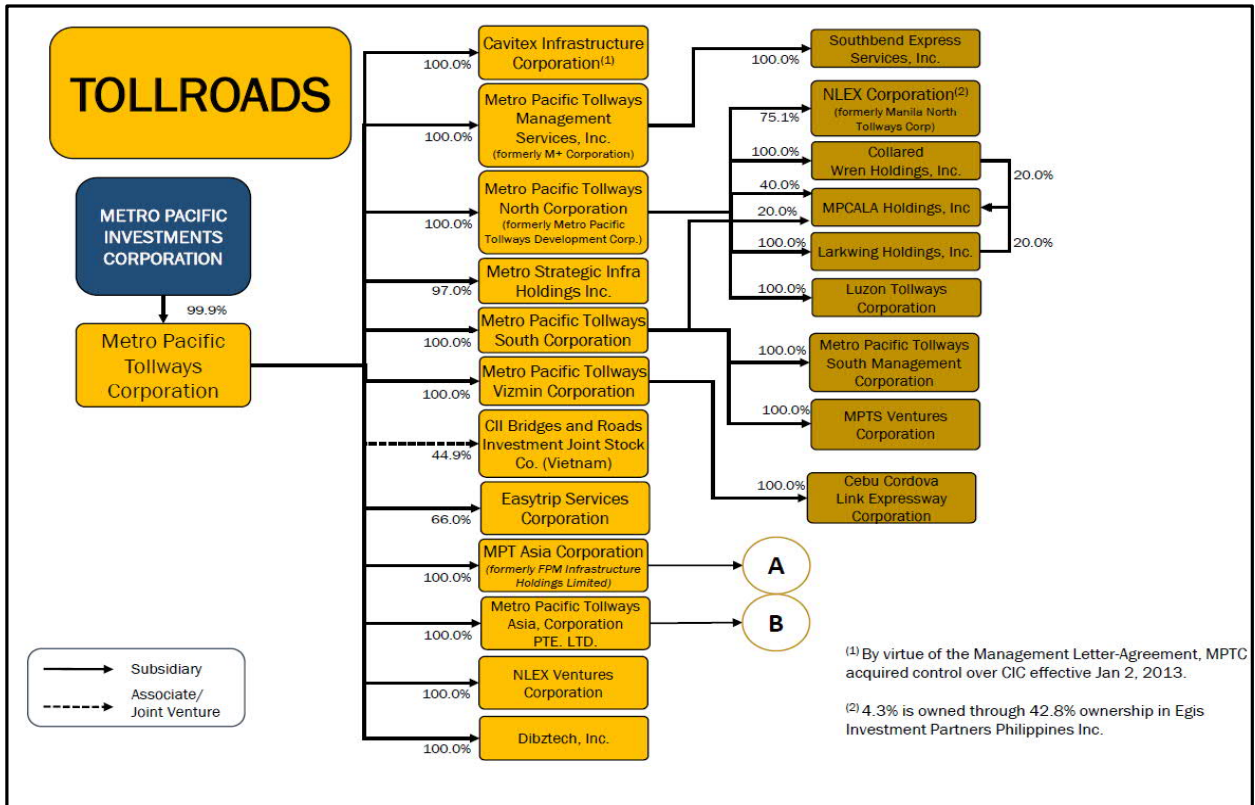 TOLLROADS
METRO PACIFIC
INVESTMENTS
CORPORATION
99.9%
Metro Pacific
Tollways
Corporation
100.0%
Cavitex Infrastructure
Corporation(1)
100.0%
Metro Pacific Tollways
Management
Services, Inc.
(formerly M+ Corporation)
100.0%
Metro Pacific Tollways
North Corporation
(formerly Metro Pacific
Tollways Development Corp.)
97.0%
Metro Strategic Infra
Holdings Inc.
100.0%
Metro Pacific Tollways
South Corporation
100.0%
Metro Pacific Tollways
Vizmin Corporation
44.9%
CII Bridges and Roads
Investment Joint Stock
Co. (Vietnam)
66.0%
Easytrip Services
Corporation
100.0%
MPT Asia Corporation
(formerly FPM Infrastructure
Holdings Limited)
100.0%
Metro Pacific Tollways
Asia, Corporation
PTE. LTD.
100.0%
NLEX Ventures
Corporation
100.0%
Dibztech, Inc.
100.0%
Southbend Express
Services, Inc.
75.1%
NLEX Corporation(2)
(formerly Manila North
Tollways Corp)
100.0%
Collared
Wren Holdings, Inc.
20.0%
40.0%
20.0%
MPCALA Holdings, Inc
100.0%
Larkwing Holdings, Inc.
20.0%
100.0%
Luzon Tollways
Corporation
100.0%
Metro Pacific Tollways
South Management
Corporation
100.0%
MPTS Ventures
Corporation
100.0%
Cebu Cordova
Link Expressway
Corporation
A
B
Subsidiary
Associate/
Joint Venture
(1) By virtue of the Management Letter-Agreement, MPTC
acquired control over CIC effective Jan 2, 2013.
(2) 4.3% is owned through 42.8% ownership in Egis
Investment Partners Philippines Inc.